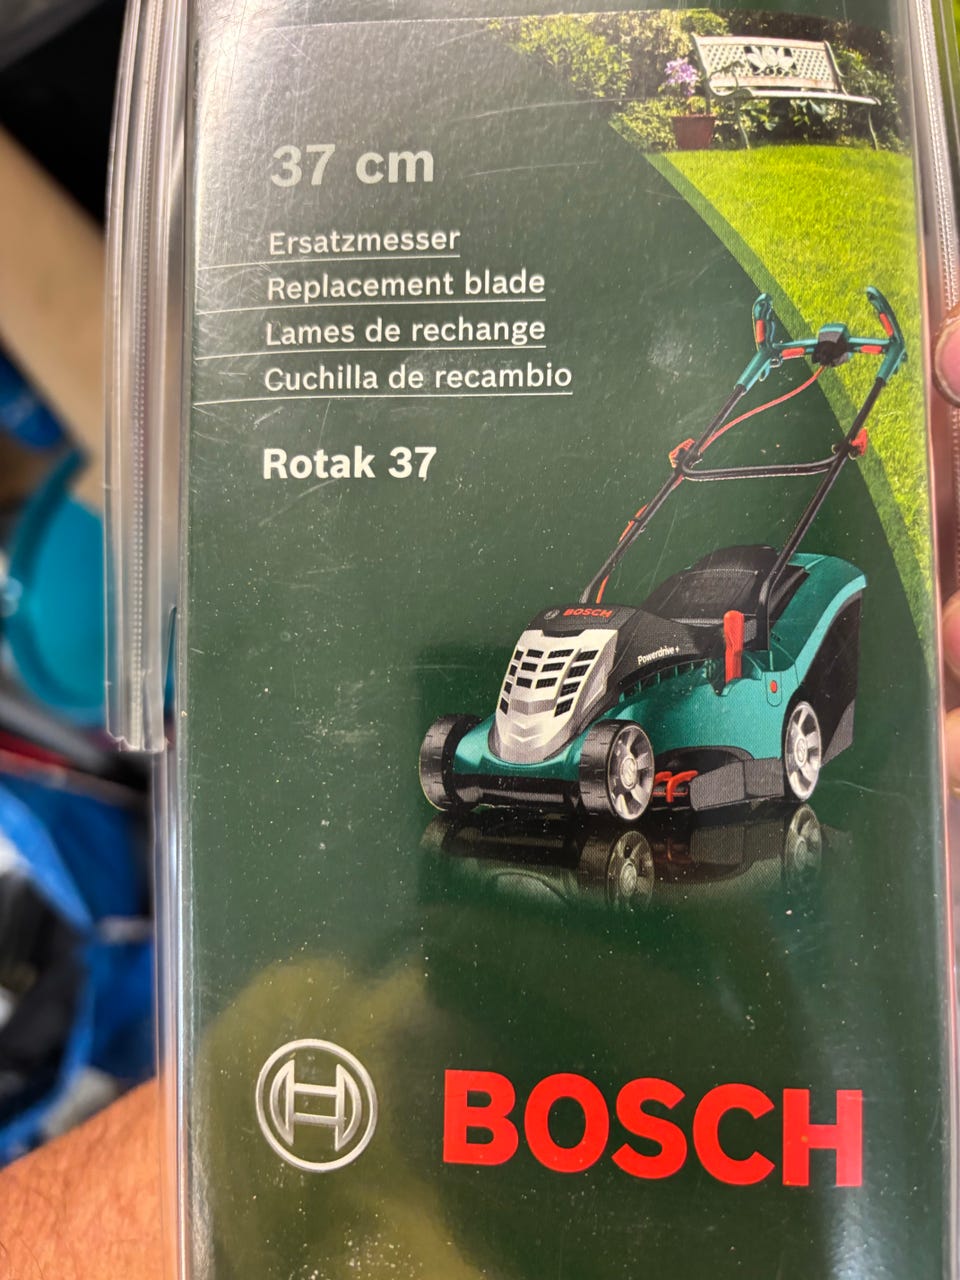 37 cm
Ersatzmesser
Replacement blade
Lames de rechange
Cuchilla de recambio
Rotak 37
BOSCH
Powerdrive+
BOSCH